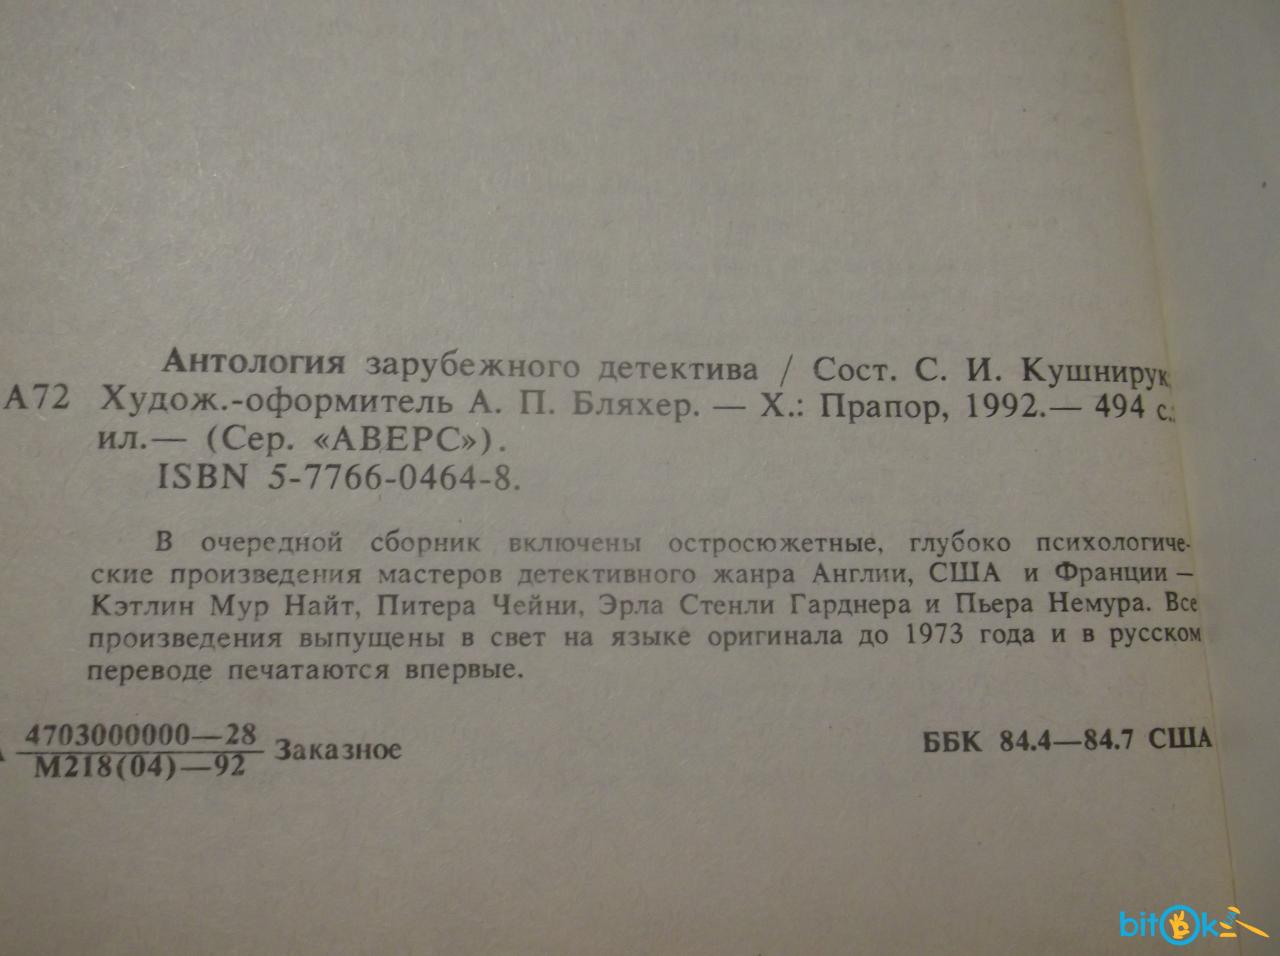 Антология зарубежного детектива / Сост. С. И. Кушнирук
А72 Худож.-оформитель А. П. Бляхер. — Х.: Прапор, 1992.— 494 с.:
ил.— (Сер. «АВЕРС»).
ISBN 5-7766-0464-8.
В очередной сборник включены остросюжетные, глубоко психологиче-
ские произведения мастеров детективного жанра Англии, США и Франции —
Кэтлин Мур Найт, Питера Чейни, Эрла Стенли Гарднера и Пьера Немура. Все
произведения выпущены в свет на языке оригинала до 1973 года и в русском
переводе печатаются впервые.
4703000000—28
М218(04)—92
Заказное
ББК 84.4—84.7 США
bitOk